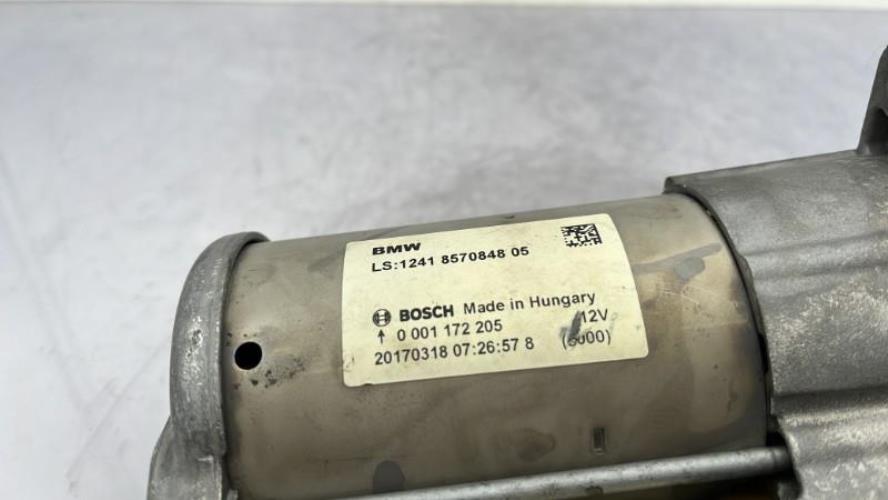 BMW
LS:1241 8570848 05
BOSCH Made in Hungary
↑ 0 001 172 205 12V
20170318 07:26:57 8 (5000)